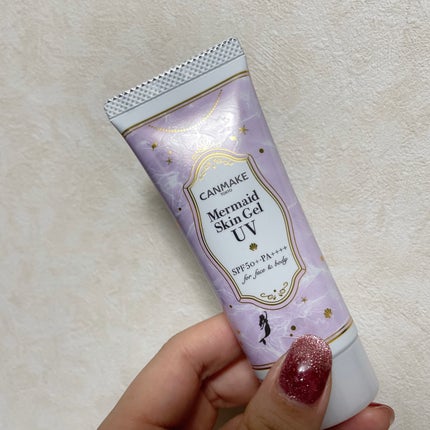 CANMAKE
TOKYO
Mermaid
Skin Gel
UV
SPF50+・PA++++
for face & body